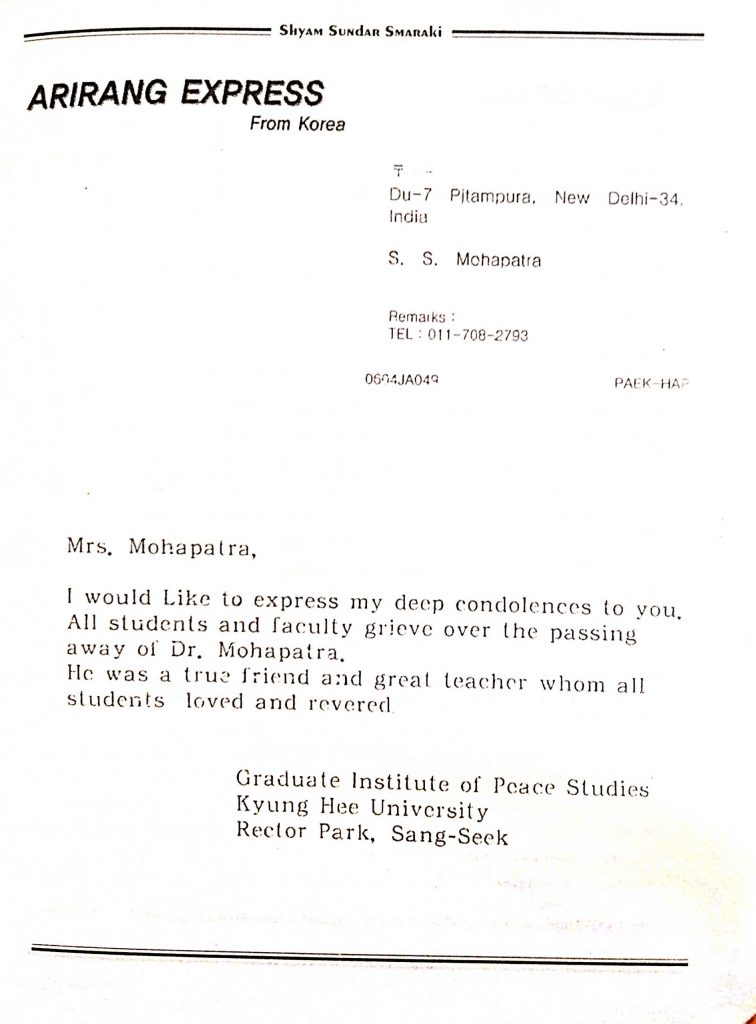 Shyam Sundar Smaraki
ARIRANG EXPRESS
From Korea
〒 -
Du-7 Pitampura, New Delhi-34,
India
S. S. Mohapatra
Remarks :
TEL : 011-708-2793
PAEK-HAP
Mrs. Mohapatra,
I would Like to express my deep condolences to you.
All students and faculty grieve over the passing
away of Dr. Mohapatra.
He was a true friend and great teacher whom all
students loved and revered.
Graduate Institute of Peace Studies
Kyung Hee University
Rector Park, Sang-Seek